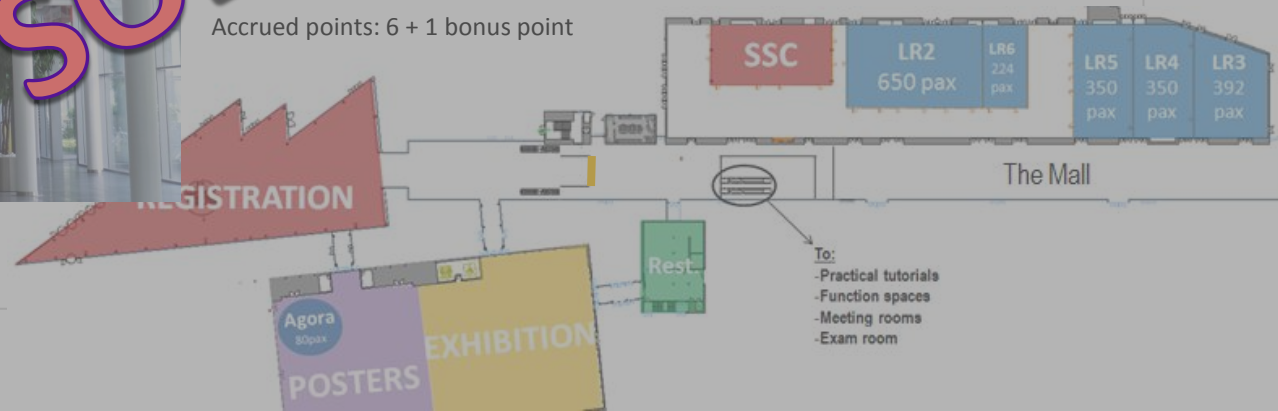 Accrued points: 6 + 1 bonus point
SSC
LR2
650 pax
LR6
224
pax
LR5
350
pax
LR4
350
pax
LR3
392
pax
The Mall
REGISTRATION
Rest.
To:
-Practical tutorials
-Function spaces
-Meeting rooms
-Exam room
Agora
80pax
EXHIBITION
POSTERS